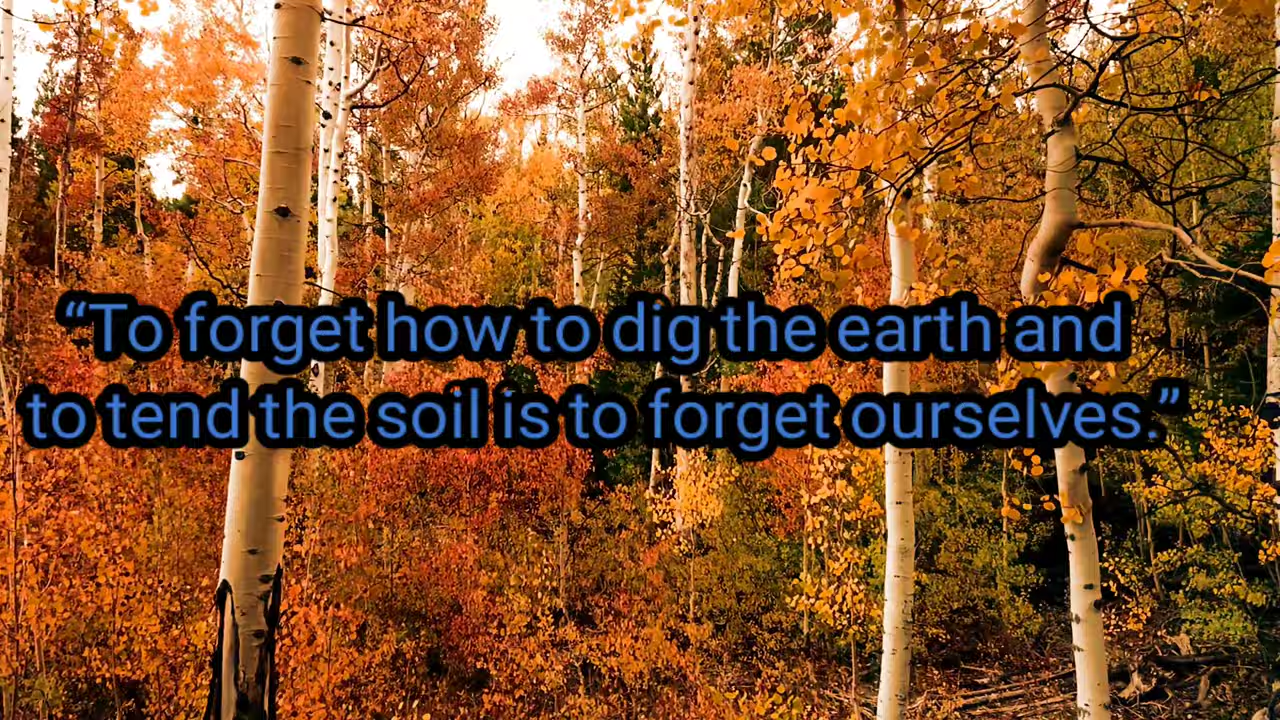 “To forget how to dig the earth and
to tend the soil is to forget ourselves.”